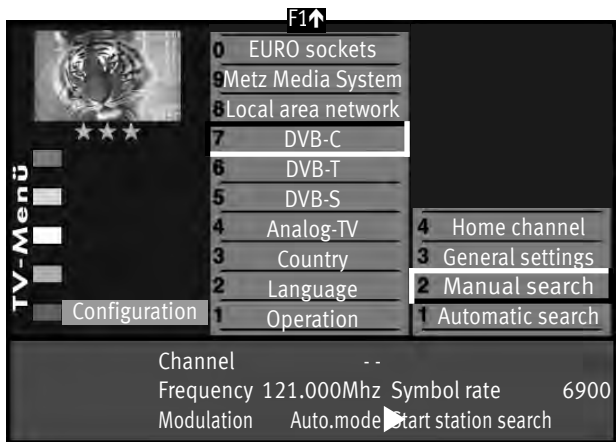 F1↑
TV-Menü
Configuration
0 EURO sockets
9 Metz Media System
8 Local area network
7 DVB-C
6 DVB-T
5 DVB-S
4 Analog-TV
3 Country
2 Language
1 Operation
4 Home channel
3 General settings
2 Manual search
1 Automatic search
Channel - -
Frequency 121.000Mhz Symbol rate 6900
Modulation Auto.mode Start station search